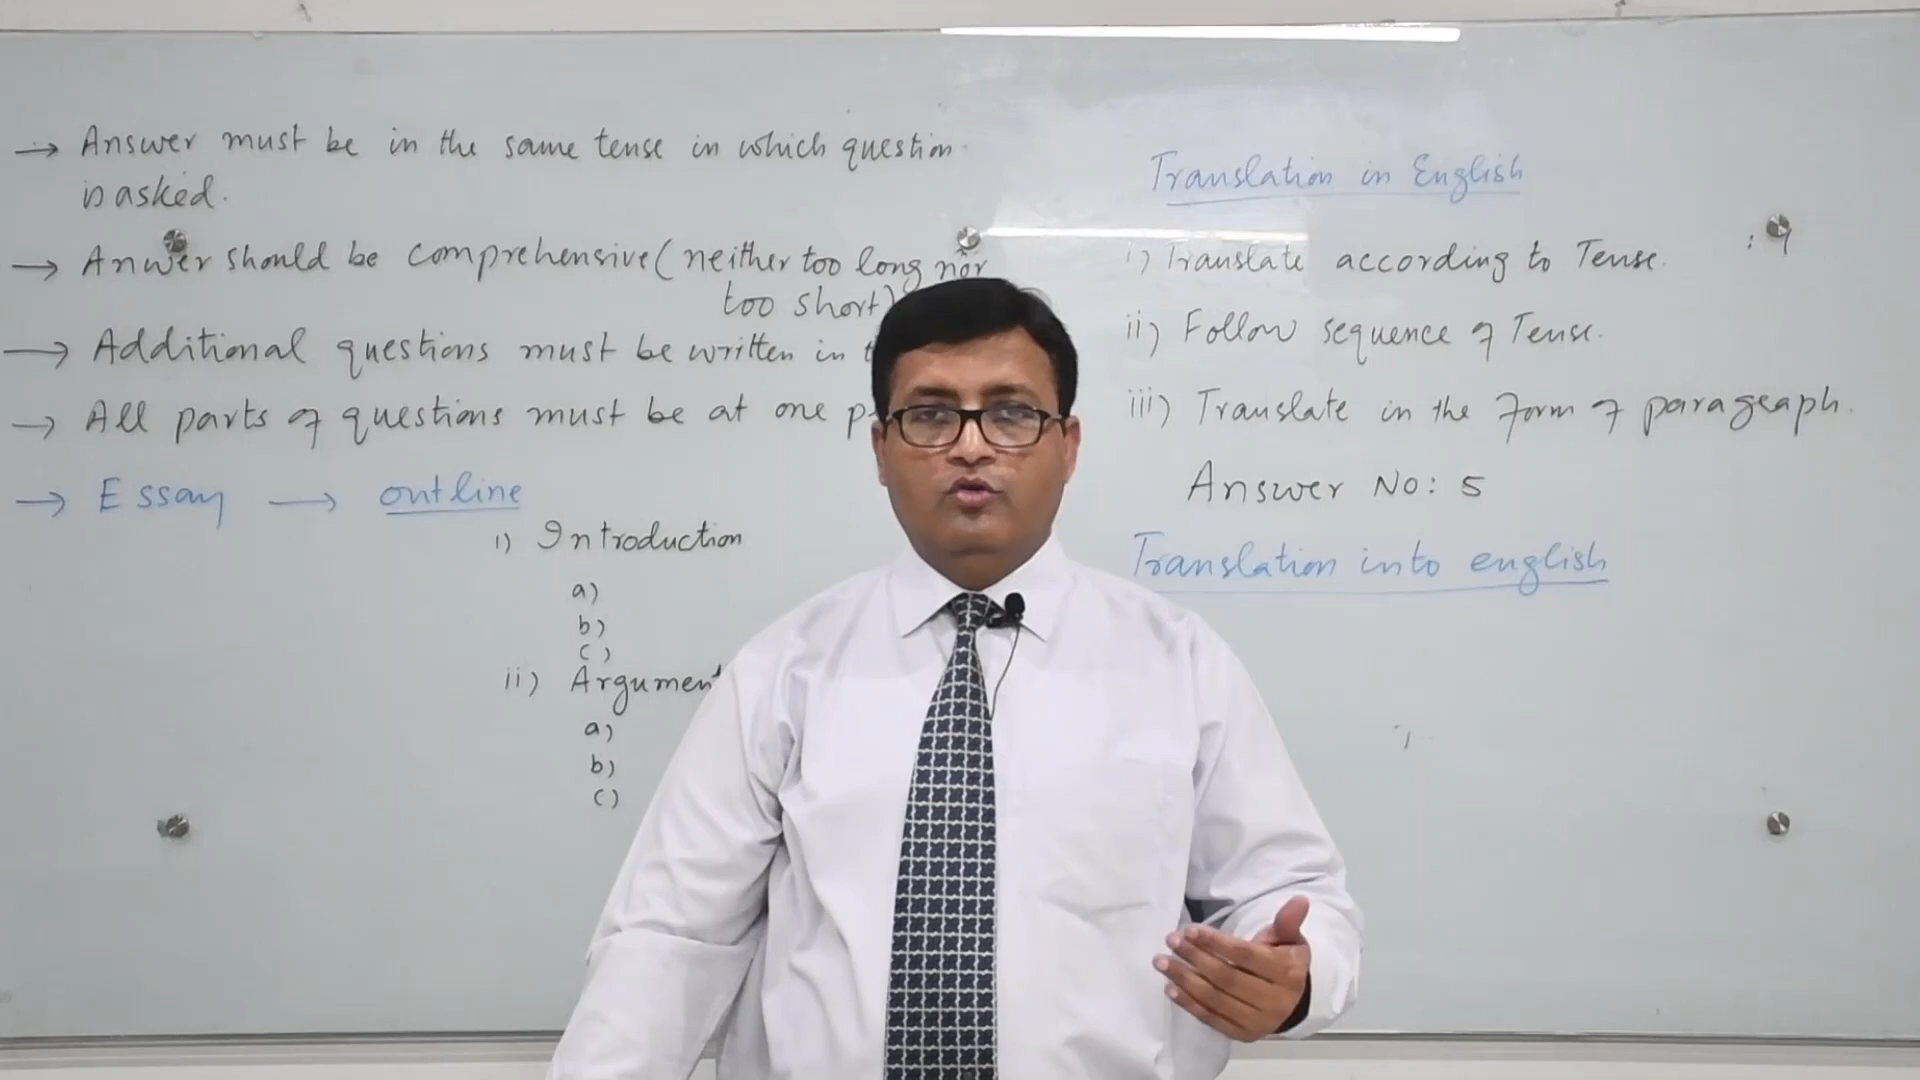 → Answer must be in the same tense in which question
is asked.
→ Anwer should be comprehensive (neither too long nor
too short)
→ Additional questions must be written in
→ All parts of questions must be at one
→ Essay → outline
i) Introduction
a)
b)
c)
ii) Argument
a)
b)
c)
Translation in English
i) Translate according to Tense.
ii) Follow sequence of Tense.
iii) Translate in the Form of paragraph.
Answer No: 5
Translation into english